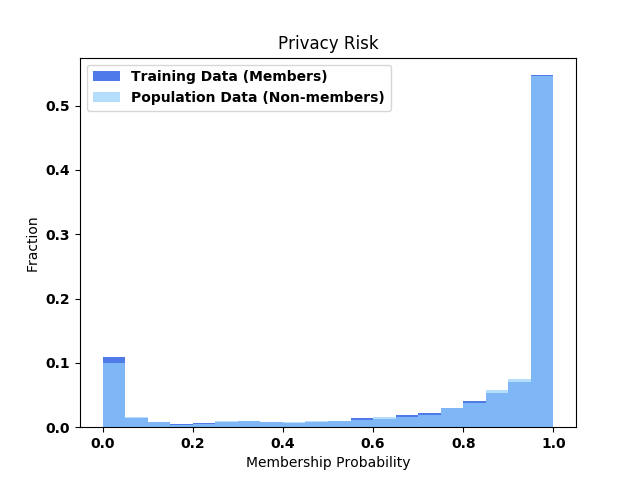 Privacy Risk
Training Data (Members)
Population Data (Non-members)
0.5
0.4
0.3
0.2
0.1
0.0
Fraction
0.0 0.2 0.4 0.6 0.8 1.0
Membership Probability